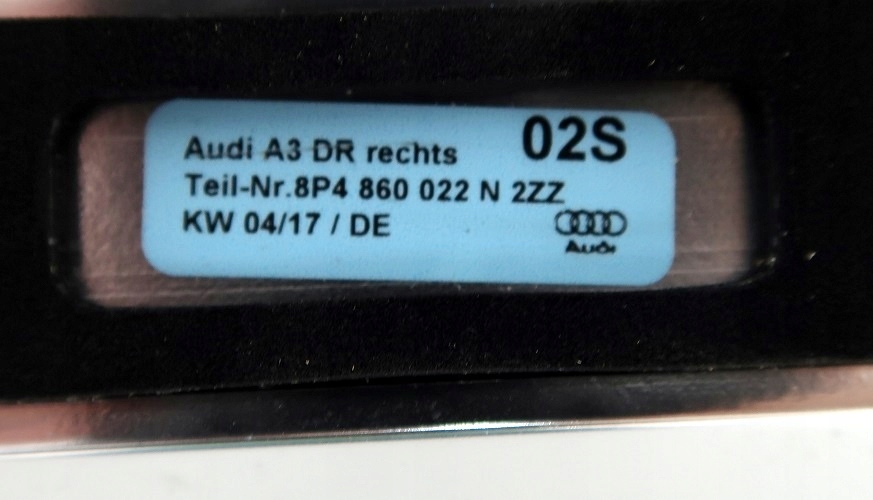 Audi A3 DR rechts 02S
Teil-Nr.8P4 860 022 N 2ZZ
KW 04/17 / DE
Audi